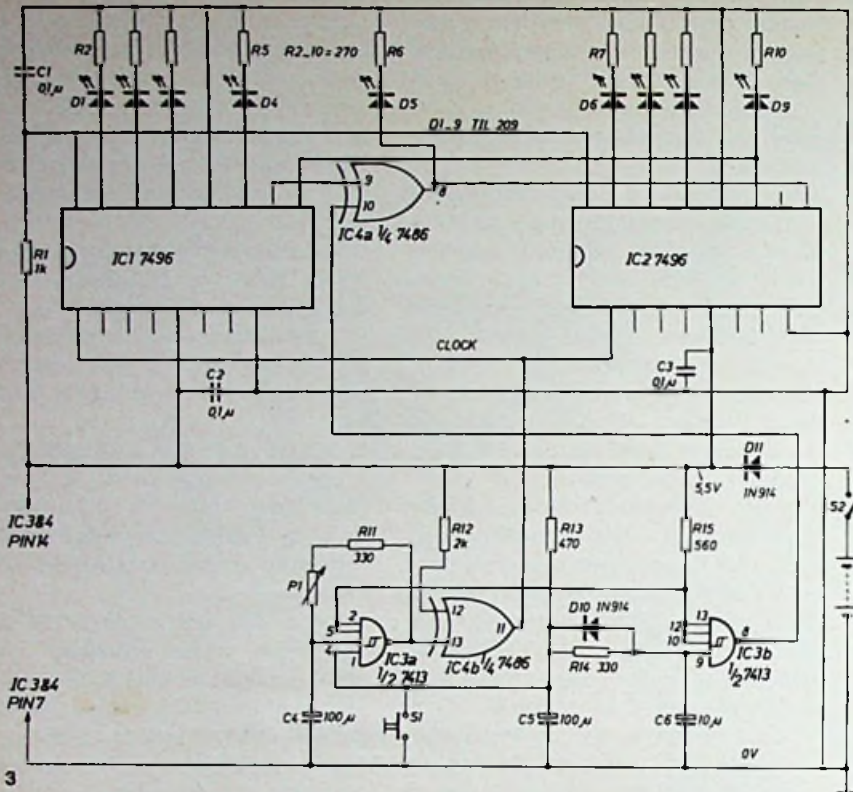 R2
R2_10 = 270
R5
R6
R7
R10
C1
0,1µ
D1
D4
D5
D6
D9
D1_9 TIL 209
9
10
8
IC4a ¼ 7486
R1
1k
IC1 7496
IC2 7496
CLOCK
C2
0,1µ
C3
0,1µ
D11
1N914
5,5V
S2
IC 3&4
PIN14
R11
330
R12
2k
R13
470
R15
560
P1
2
5
4
1
IC3a
½ 7413
12
13
11
IC4b ¼ 7486
D10 1N914
R14 330
13
12
10
9
8
IC3b
½ 7413
IC 3&4
PIN7
C4
100µ
S1
C5
100µ
C6
10µ
0V
3